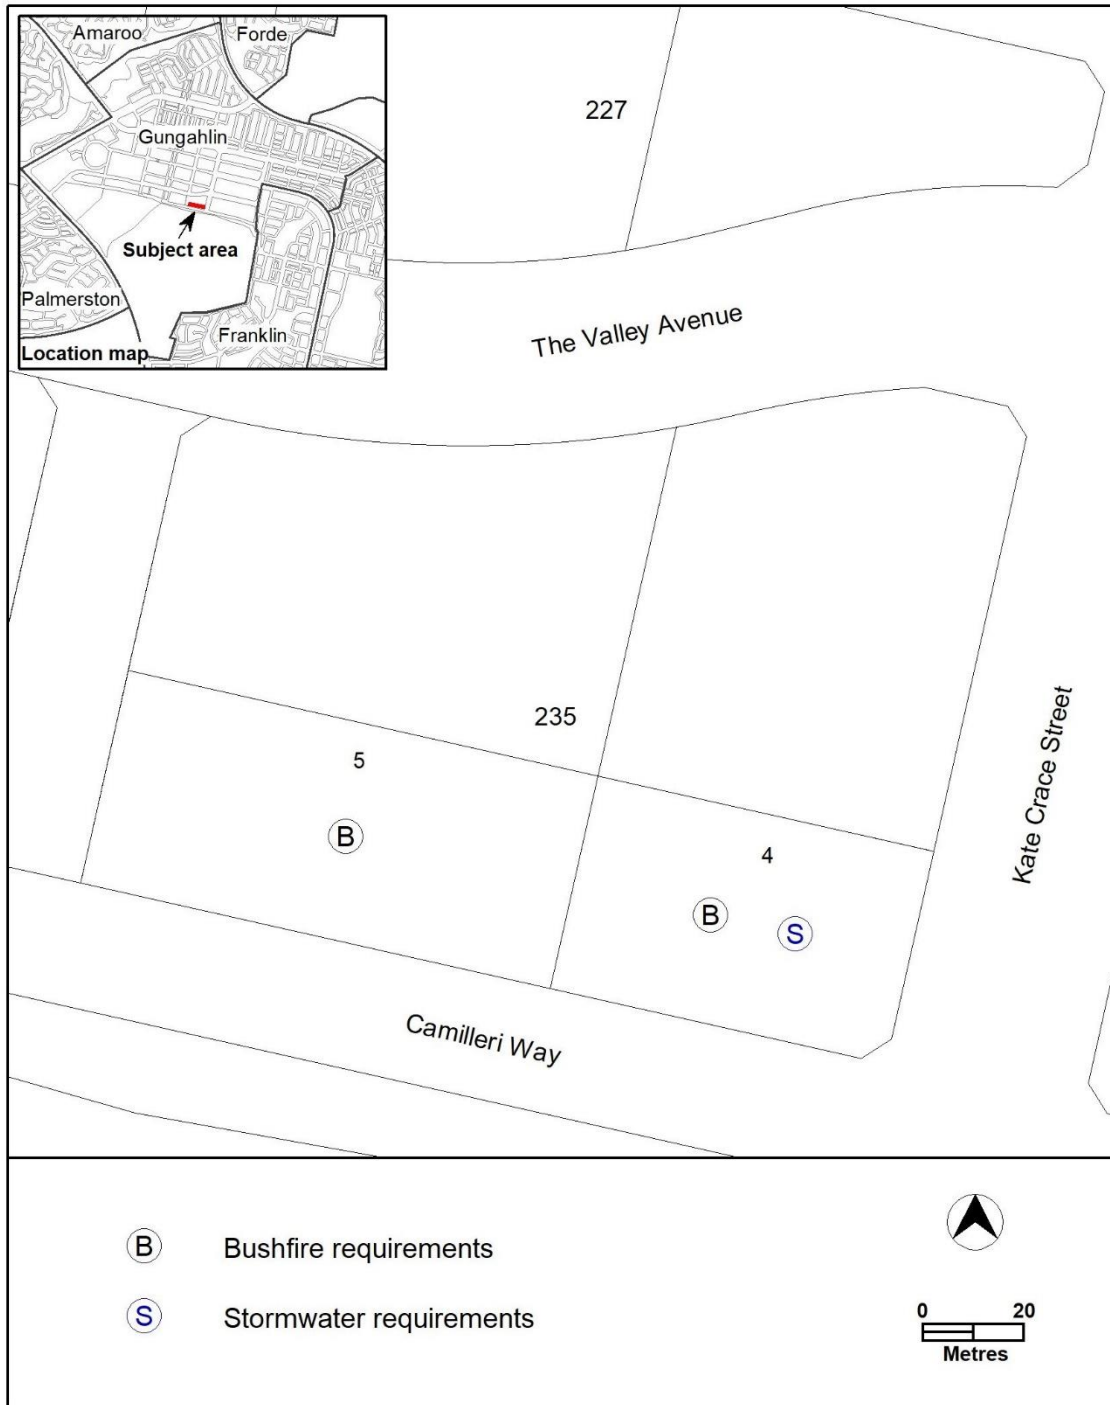 Amaroo
Forde
Gungahlin
Subject area
Palmerston
Franklin
Location map
227
The Valley Avenue
235
Kate Crace Street
5
B
4
B
S
Camilleri Way
B Bushfire requirements
S Stormwater requirements
0 20
Metres